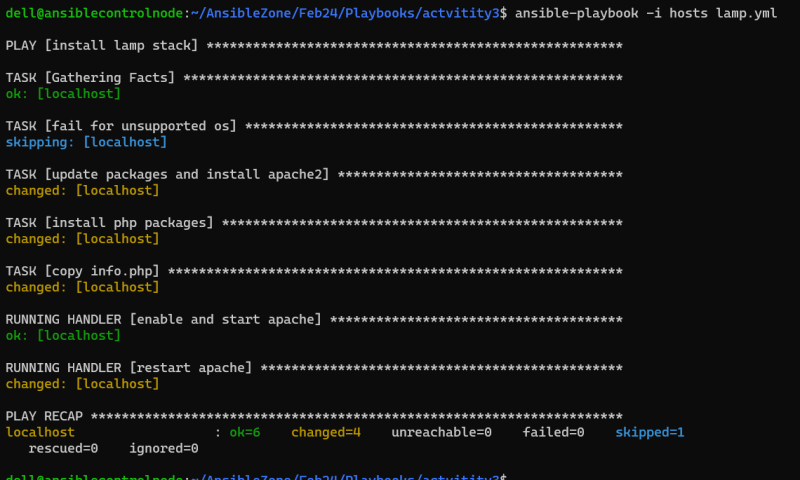 dell@ansiblecontrolnode:~/AnsibleZone/Feb24/Playbooks/actvitity3$ ansible-playbook -i hosts lamp.yml
PLAY [install lamp stack] ******************************************************
TASK [Gathering Facts] *********************************************************
ok: [localhost]
TASK [fail for unsupported os] *************************************************
skipping: [localhost]
TASK [update packages and install apache2] *************************************
changed: [localhost]
TASK [install php packages] ****************************************************
changed: [localhost]
TASK [copy info.php] ***********************************************************
changed: [localhost]
RUNNING HANDLER [enable and start apache] **************************************
ok: [localhost]
RUNNING HANDLER [restart apache] ***********************************************
changed: [localhost]
PLAY RECAP *********************************************************************
localhost                  : ok=6    changed=4    unreachable=0    failed=0    skipped=1
   rescued=0    ignored=0
dell@ansiblecontrolnode:~/AnsibleZone/Feb24/Playbooks/actvitity3$